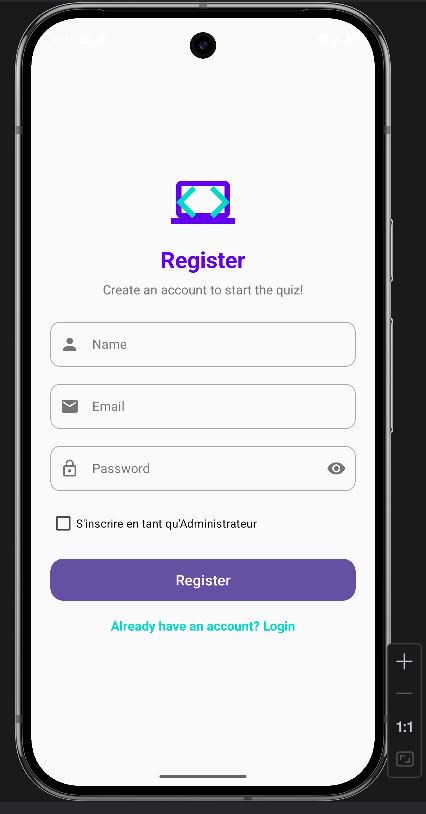 Register
Create an account to start the quiz!
Name
Email
Password
S'inscrire en tant qu'Administrateur
Register
Already have an account? Login
1:1